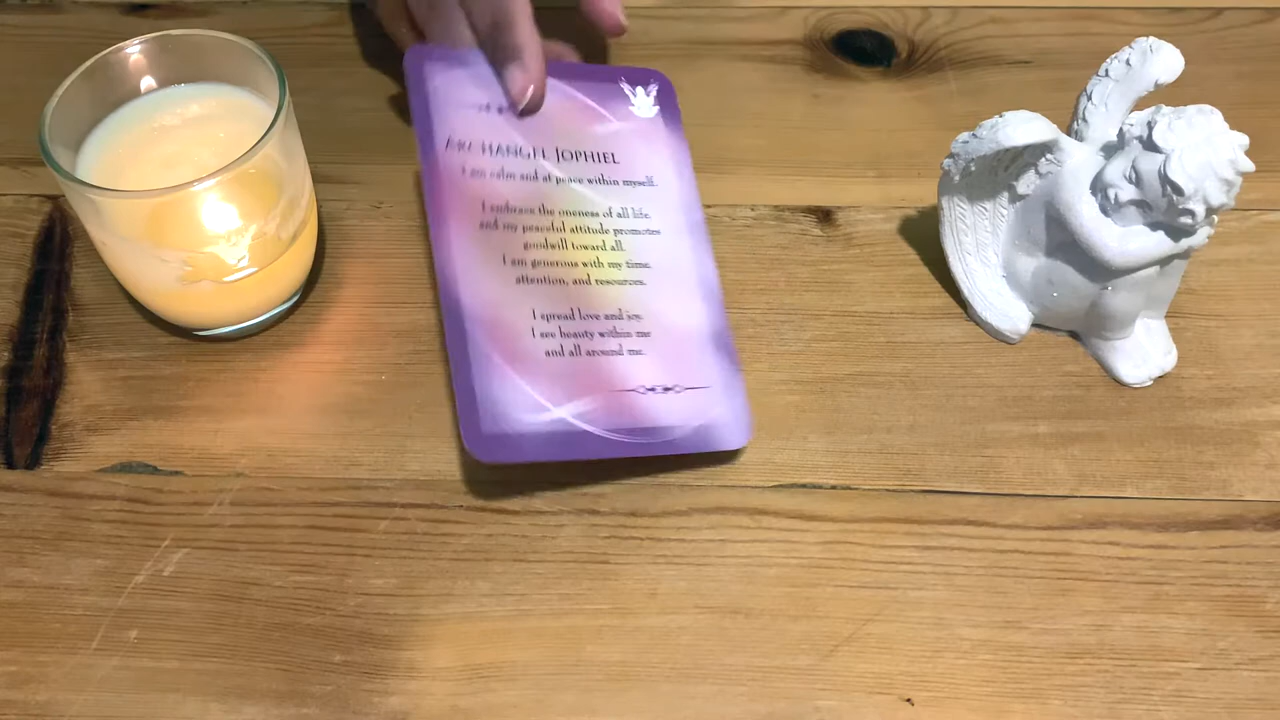 Archangel Jophiel
I am calm and at peace within myself.
I embrace the oneness of all life,
and my peaceful attitude promotes
goodwill toward all.
I am generous with my time,
attention, and resources.
I spread love and joy.
I see beauty within me
and all around me.